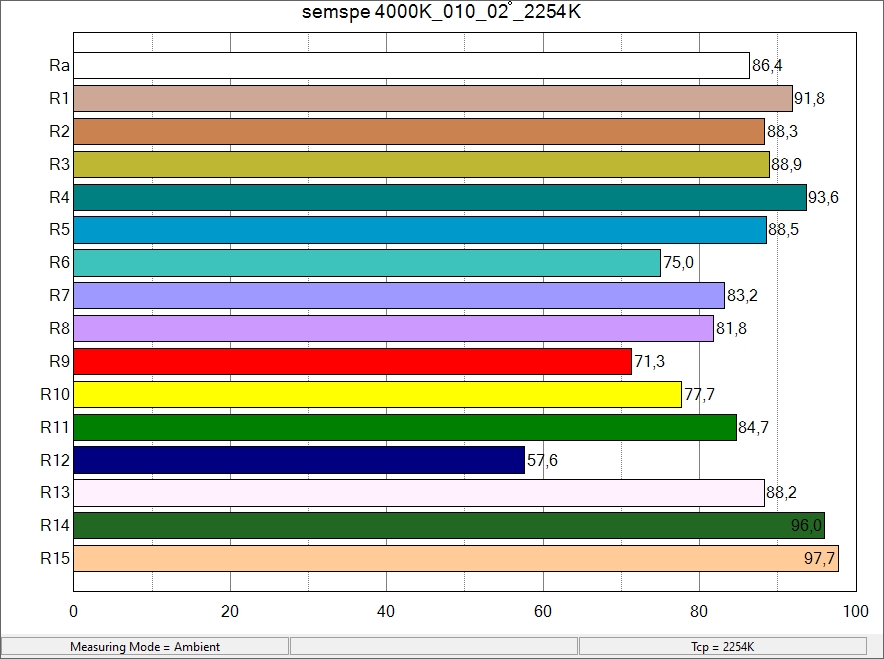 semspe 4000K_010_02°_2254K
Ra 86,4
R1 91,8
R2 88,3
R3 88,9
R4 93,6
R5 88,5
R6 75,0
R7 83,2
R8 81,8
R9 71,3
R10 77,7
R11 84,7
R12 57,6
R13 88,2
R14 96,0
R15 97,7
0 20 40 60 80 100
Measuring Mode = Ambient Tcp = 2254K